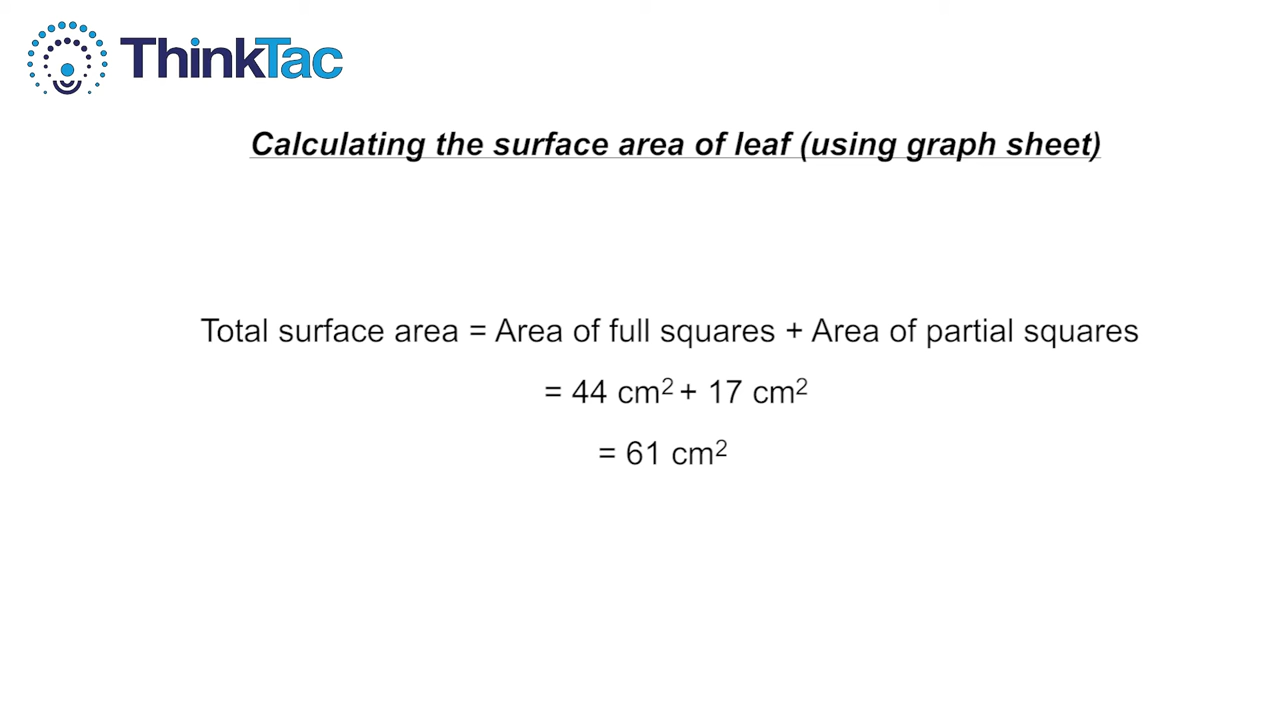 ThinkTac
Calculating the surface area of leaf (using graph sheet)
Total surface area = Area of full squares + Area of partial squares
= 44 cm² + 17 cm²
= 61 cm²